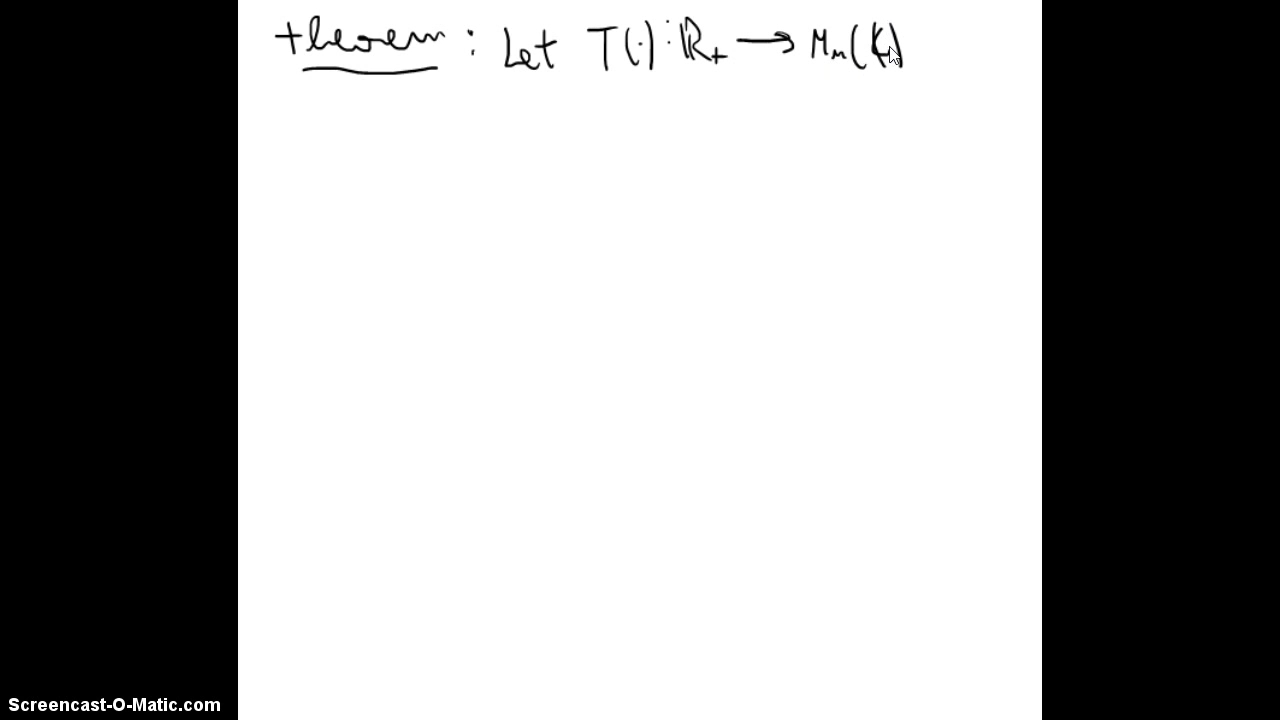 theorem : Let T(·) : ℝ₊ → Mₙ(ℂ)
Screencast-O-Matic.com